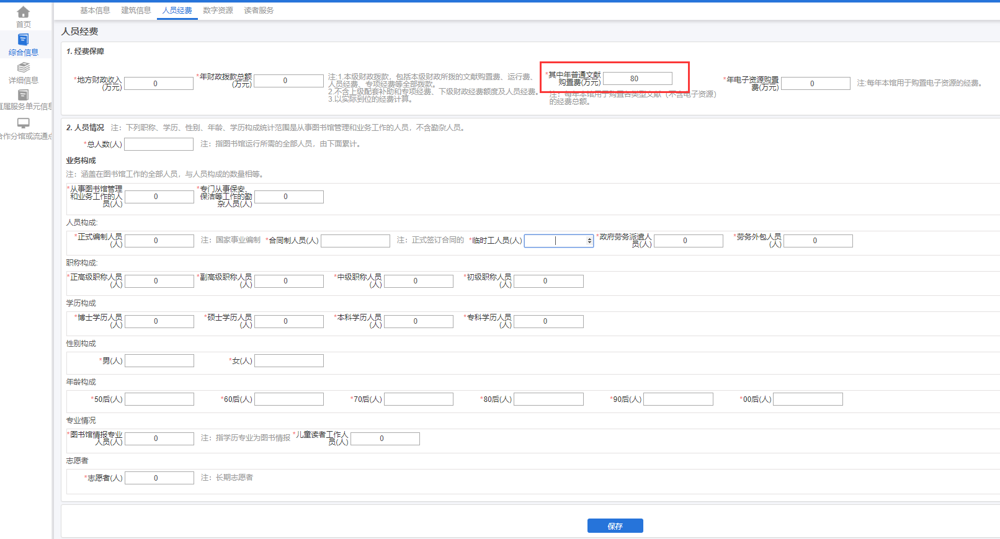 基本信息 建筑信息 人员经费 数字资源 读者服务
首页
综合信息
详细信息
直属服务单元信息
合作分馆或流通点
人员经费
1. 经费保障
*地方财政收入
(万元)
0
*年财政拨款总额
(万元)
0
注:1.本级财政拨款，包括本级财政所拨的文献购置费、运行费、
人员经费、专项经费等全部拨款。
2.不含上级配套补助和专项经费、下级财政经费额度及人员经费。
3.以实际到位的经费计算。
*其中年普通文献
购置费(万元)
80
注：每年本馆用于购置各类型文献（不含电子资源）
的经费总额。
*年电子资源购置
费(万元)
0
注:每年本馆用于购置电子资源的经费。
2. 人员情况 注：下列职称、学历、性别、年龄、学历构成统计范围是从事图书馆管理和业务工作的人员，不含勤杂人员。
*总人数(人) 注：指图书馆运行所需的全部人员，由下面累计。
业务构成
注：涵盖在图书馆工作的全部人员，与人员构成的数量相等。
*从事图书馆管理
和业务工作的人
员(人)
0
*专门从事保安、
保洁等工作的勤
杂人员(人)
0
人员构成:
*正式编制人员
(人)
0
注：国家事业编制
*合同制人员(人)
注：正式签订合同的
*临时工人员(人)
*政府劳务派遣人
员(人)
0
*劳务外包人员
(人)
0
职称构成:
*正高级职称人员
(人)
0
*副高级职称人员
(人)
0
*中级职称人员
(人)
0
*初级职称人员
(人)
0
学历构成
*博士学历人员
(人)
0
*硕士学历人员
(人)
0
*本科学历人员
(人)
0
*专科学历人员
(人)
0
性别构成
*男(人) *女(人)
年龄构成
*50后(人) *60后(人) *70后(人) *80后(人) *90后(人) *00后(人)
专业情况
*图书馆情报专业
人员(人)
0
注：指学历专业为图书情报
*儿童读者工作人
员(人)
0
志愿者
*志愿者(人) 0 注：长期志愿者
保存